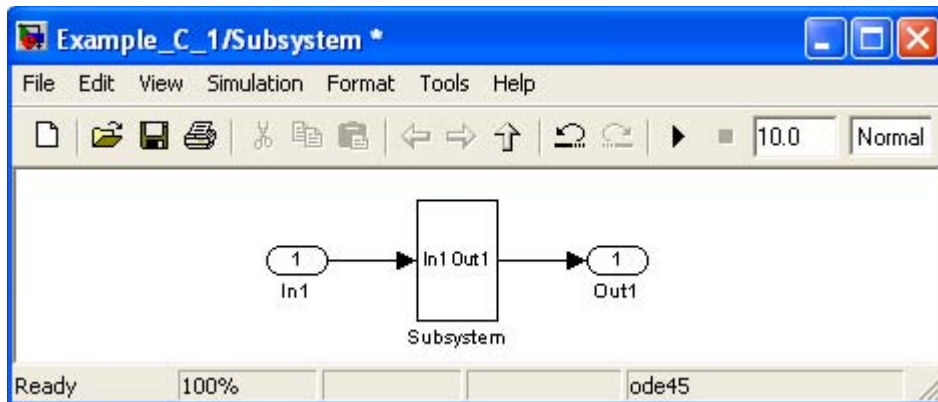 Example_C_1/Subsystem *
File Edit View Simulation Format Tools Help
10.0 Normal
1 In1 Out1 1
In1 Out1
Subsystem
Ready 100% ode45